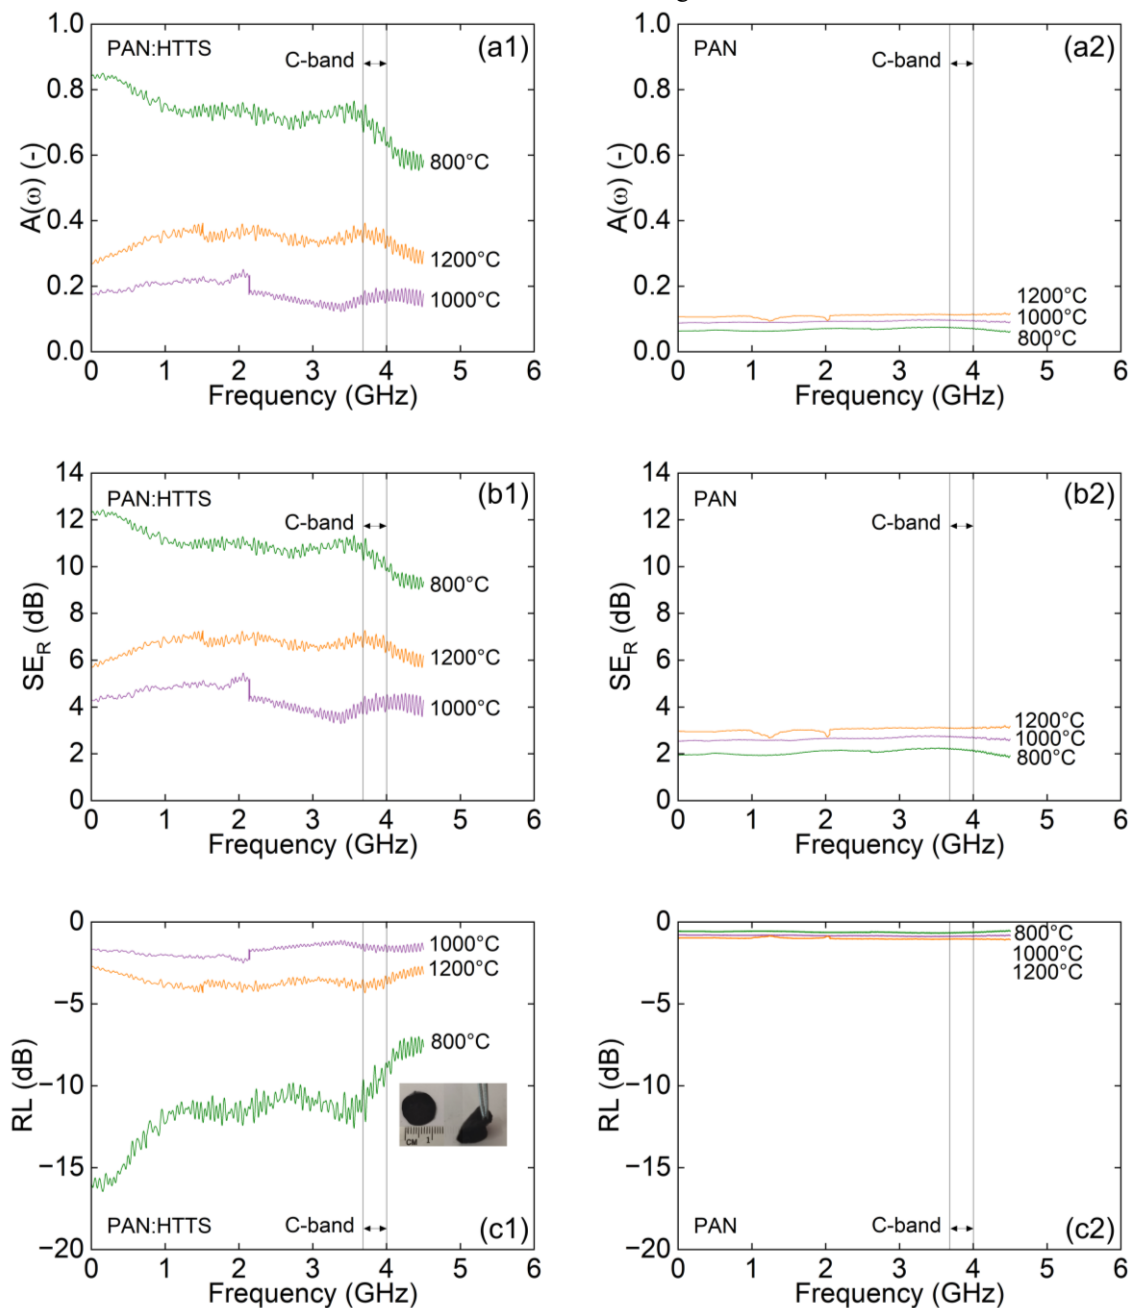 PAN:HTTS
(a1)
C-band
800°C
1200°C
1000°C
A(ω) (-)
1.0
0.8
0.6
0.4
0.2
0.0
0 1 2 3 4 5 6
Frequency (GHz)
PAN
(a2)
C-band
1200°C
1000°C
800°C
A(ω) (-)
1.0
0.8
0.6
0.4
0.2
0.0
0 1 2 3 4 5 6
Frequency (GHz)
PAN:HTTS
(b1)
C-band
800°C
1200°C
1000°C
SE_R (dB)
14
12
10
8
6
4
2
0
0 1 2 3 4 5 6
Frequency (GHz)
PAN
(b2)
C-band
1200°C
1000°C
800°C
SE_R (dB)
14
12
10
8
6
4
2
0
0 1 2 3 4 5 6
Frequency (GHz)
1000°C
1200°C
800°C
CM 1
RL (dB)
0
−5
−10
−15
−20
PAN:HTTS
C-band
(c1)
0 1 2 3 4 5 6
Frequency (GHz)
800°C
1000°C
1200°C
RL (dB)
0
−5
−10
−15
−20
PAN
C-band
(c2)
0 1 2 3 4 5 6
Frequency (GHz)